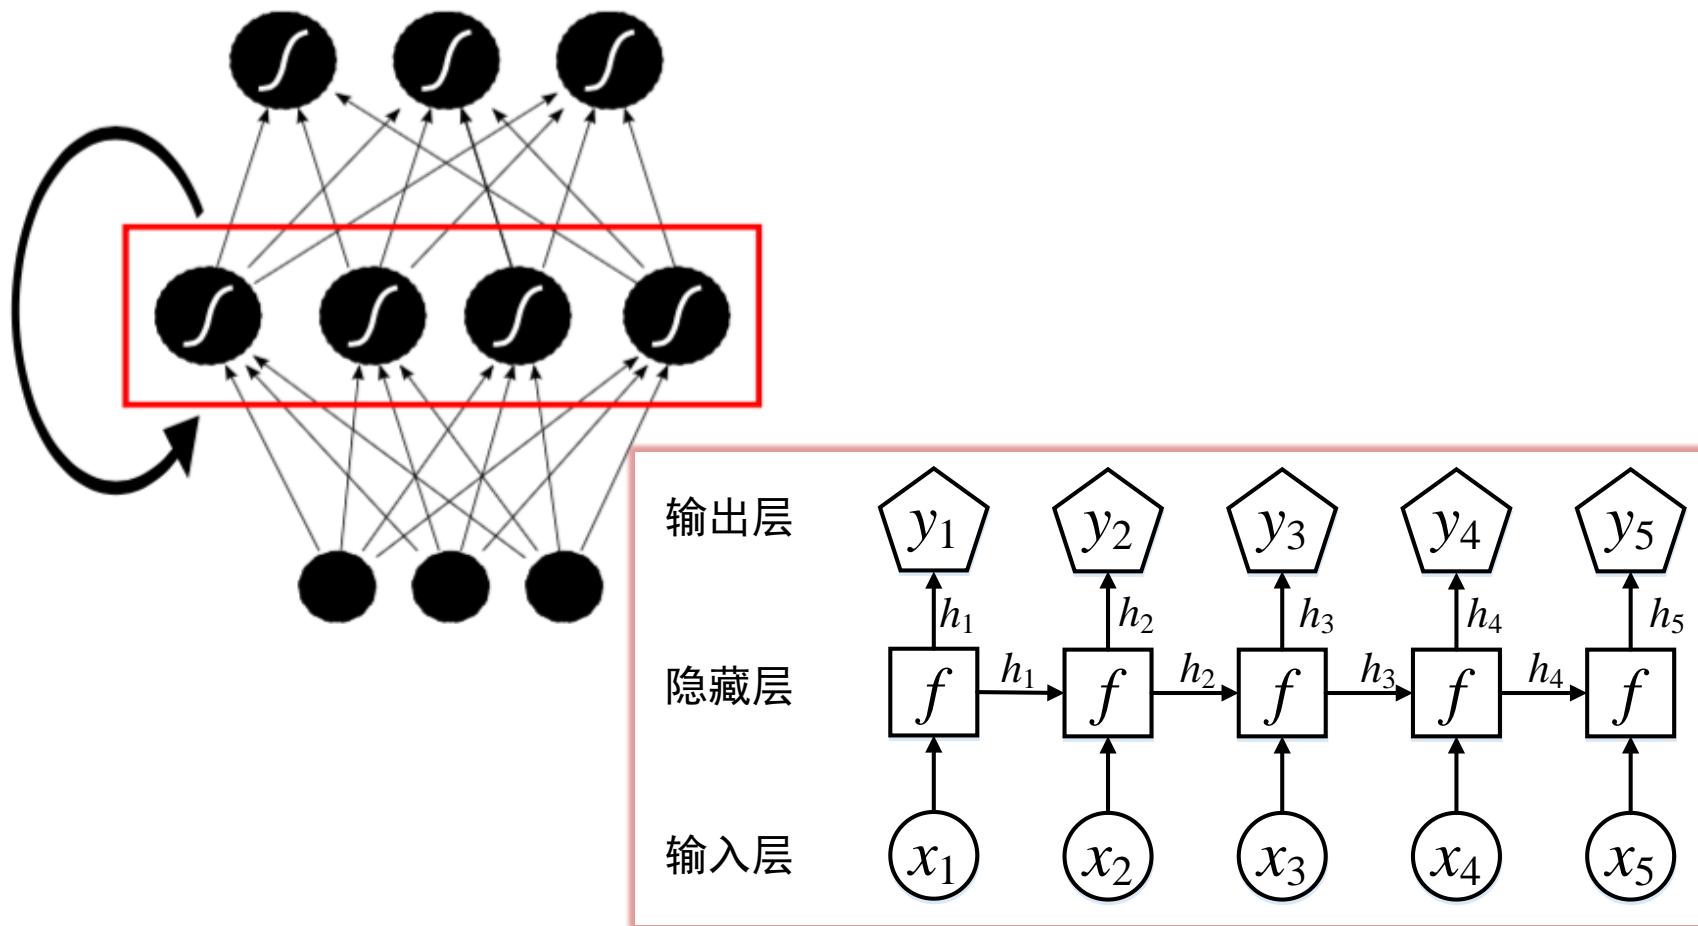 输出层 y1 y2 y3 y4 y5
h1 h2 h3 h4 h5
隐藏层 f h1 f h2 f h3 f h4 f
输入层 x1 x2 x3 x4 x5